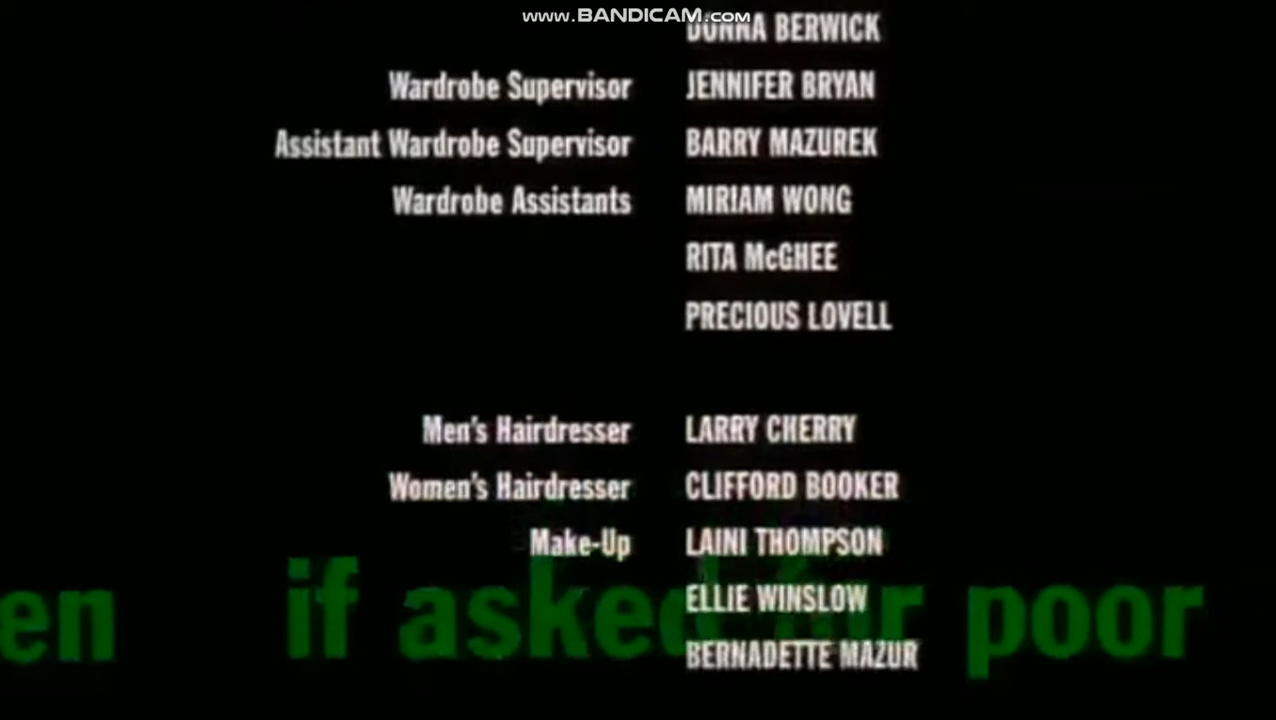 www.BANDICAM.com
DONNA BERWICK
Wardrobe Supervisor JENNIFER BRYAN
Assistant Wardrobe Supervisor BARRY MAZUREK
Wardrobe Assistants MIRIAM WONG
RITA McGHEE
PRECIOUS LOVELL
Men's Hairdresser LARRY CHERRY
Women's Hairdresser CLIFFORD BOOKER
Make-Up LAINI THOMPSON
ELLIE WINSLOW
BERNADETTE MAZUR
en if asked for poor